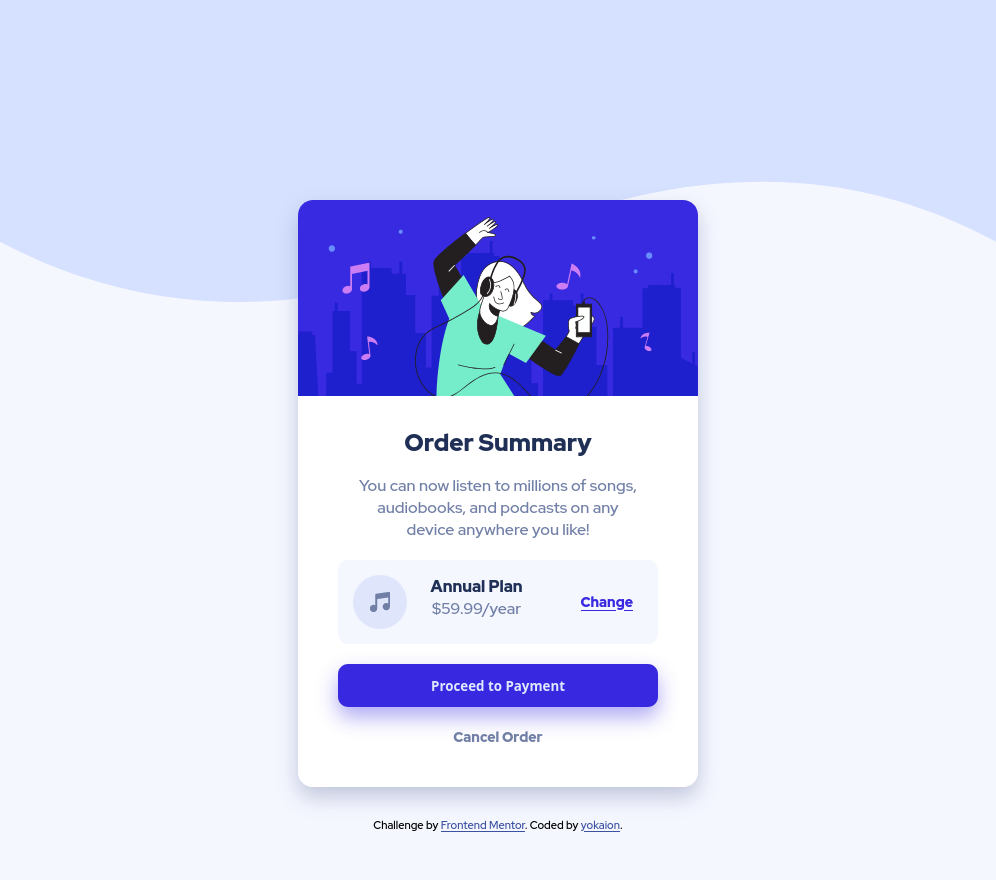 Order Summary
You can now listen to millions of songs,
audiobooks, and podcasts on any
device anywhere you like!
Annual Plan
$59.99/year
Change
Proceed to Payment
Cancel Order
Challenge by Frontend Mentor. Coded by yokaion.